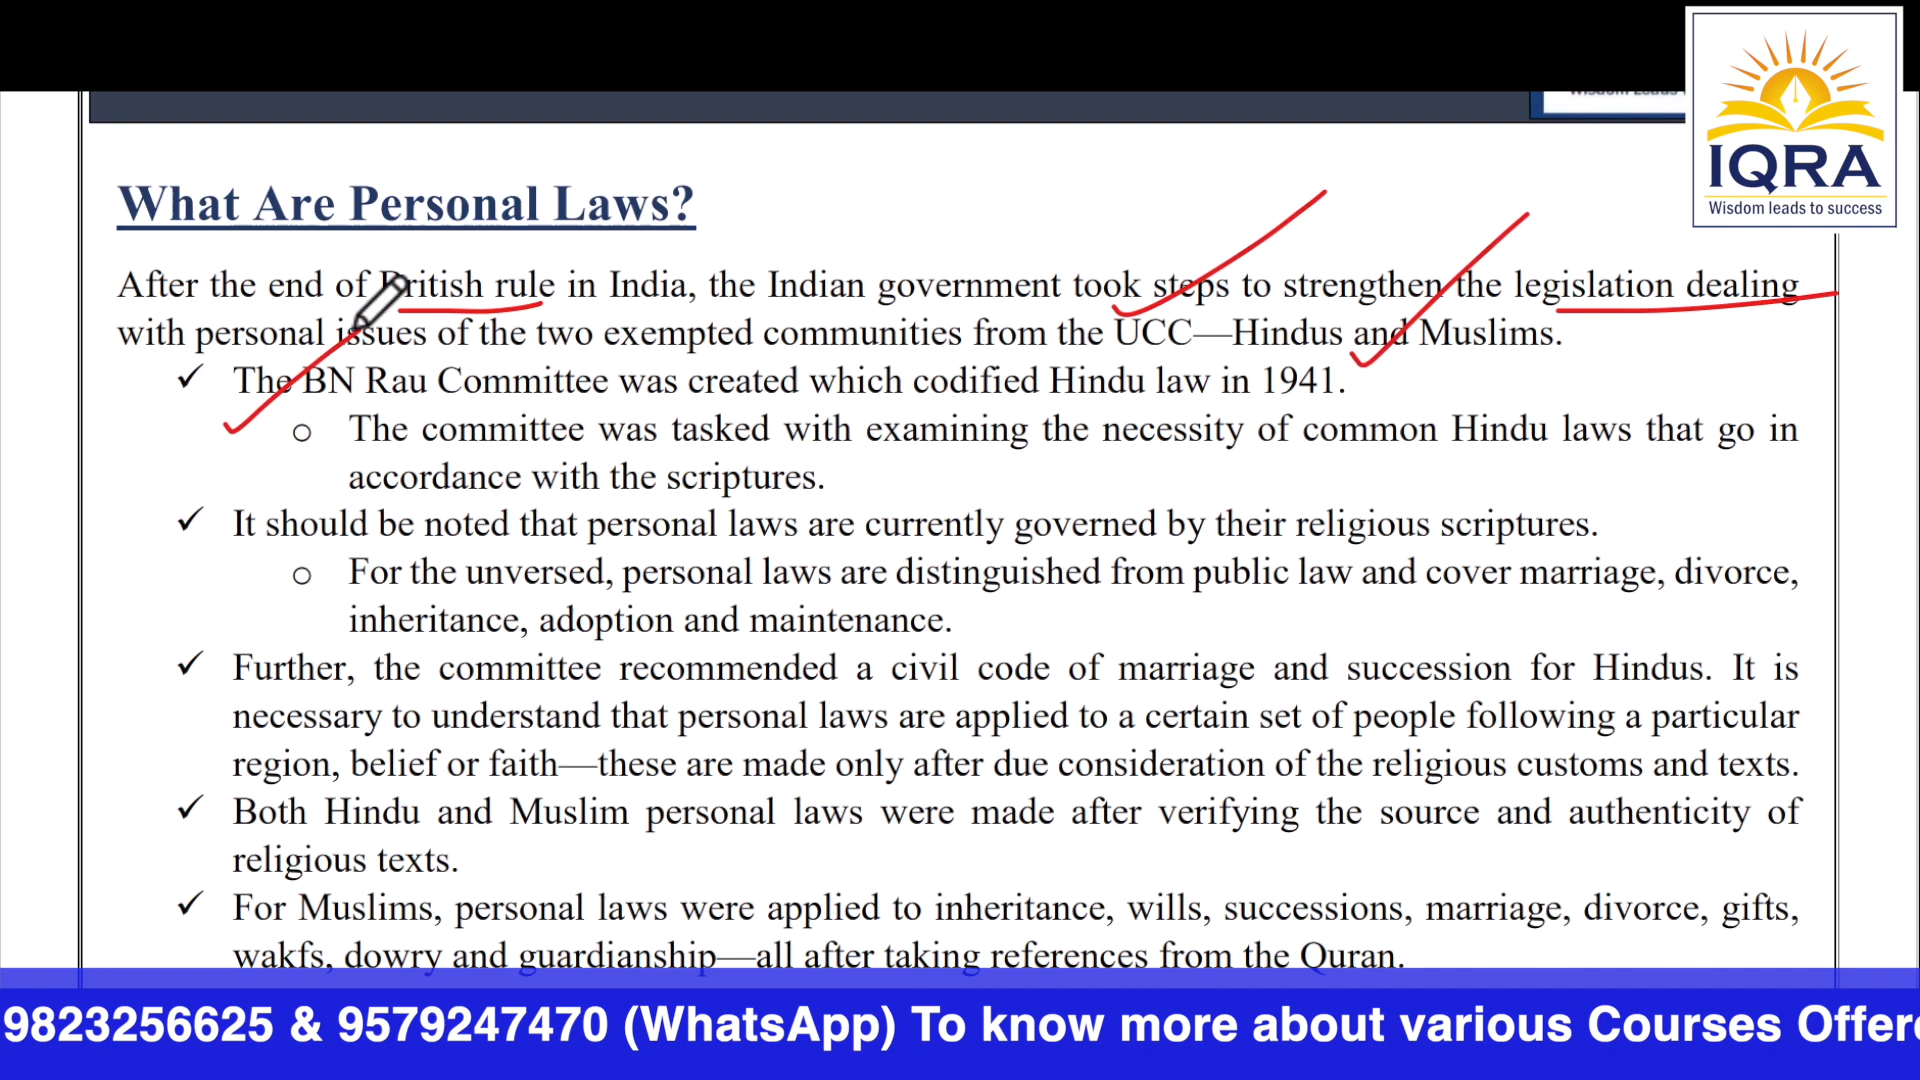 IQRA
Wisdom leads to success
What Are Personal Laws?
After the end of British rule in India, the Indian government took steps to strengthen the legislation dealing
with personal issues of the two exempted communities from the UCC—Hindus and Muslims.
✓ The BN Rau Committee was created which codified Hindu law in 1941.
o The committee was tasked with examining the necessity of common Hindu laws that go in
accordance with the scriptures.
✓ It should be noted that personal laws are currently governed by their religious scriptures.
o For the unversed, personal laws are distinguished from public law and cover marriage, divorce,
inheritance, adoption and maintenance.
✓ Further, the committee recommended a civil code of marriage and succession for Hindus. It is
necessary to understand that personal laws are applied to a certain set of people following a particular
region, belief or faith—these are made only after due consideration of the religious customs and texts.
✓ Both Hindu and Muslim personal laws were made after verifying the source and authenticity of
religious texts.
✓ For Muslims, personal laws were applied to inheritance, wills, successions, marriage, divorce, gifts,
wakfs, dowry and guardianship—all after taking references from the Quran.
9823256625 & 9579247470 (WhatsApp) To know more about various Courses